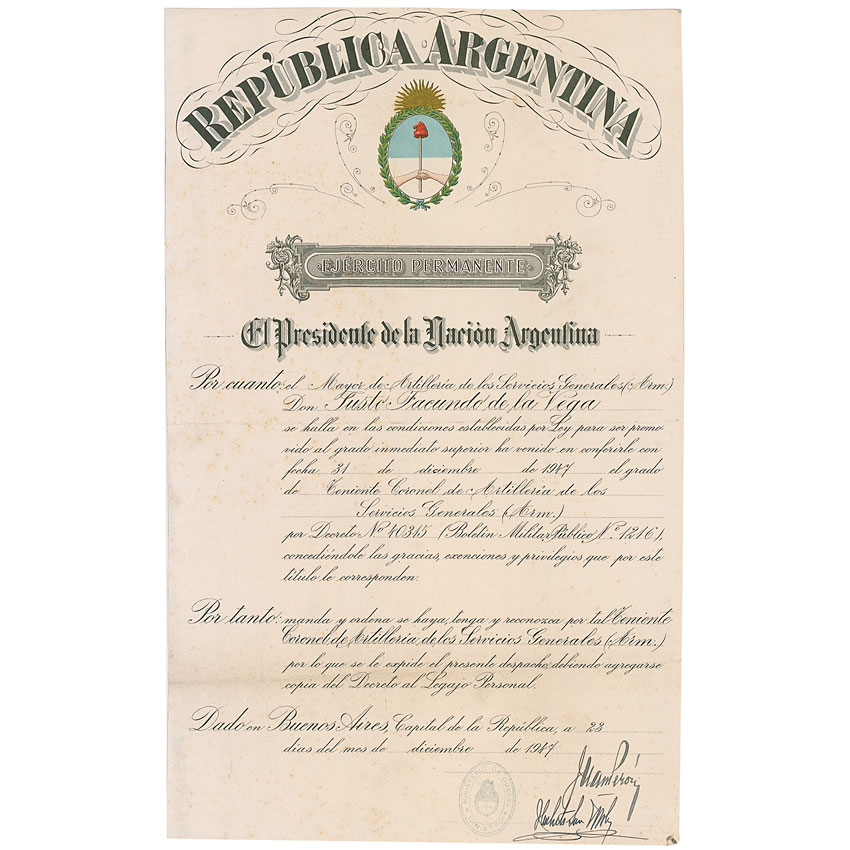 REPÚBLICA ARGENTINA
EJÉRCITO PERMANENTE
El Presidente de la Nación Argentina
Por cuanto: el Mayor de Artillería de los Servicios Generales (Arm.)
Don Justo Facundo de la Vega
se halla en las condiciones establecidas por Ley para ser promo-
vido al grado inmediato superior ha venido en conferirle con
fecha 31 de diciembre de 1947 el grado
de Teniente Coronel de Artillería de los
Servicios Generales (Arm.)
por Decreto No 40345 (Boletín Militar Público N.º 1216),
concediéndole las gracias, exenciones y privilegios que por este
título le corresponden.
Por tanto: manda y ordena se haya, tenga y reconozca por tal Teniente
Coronel de Artillería de los Servicios Generales (Arm.)
por lo que se le expide el presente despacho, debiendo agregarse
copia del Decreto al Legajo Personal.
Dado en Buenos Aires, Capital de la República, a 23
días del mes de diciembre de 1947
Juan Perón
MINISTERIO DE GUERRA
MINISTRO